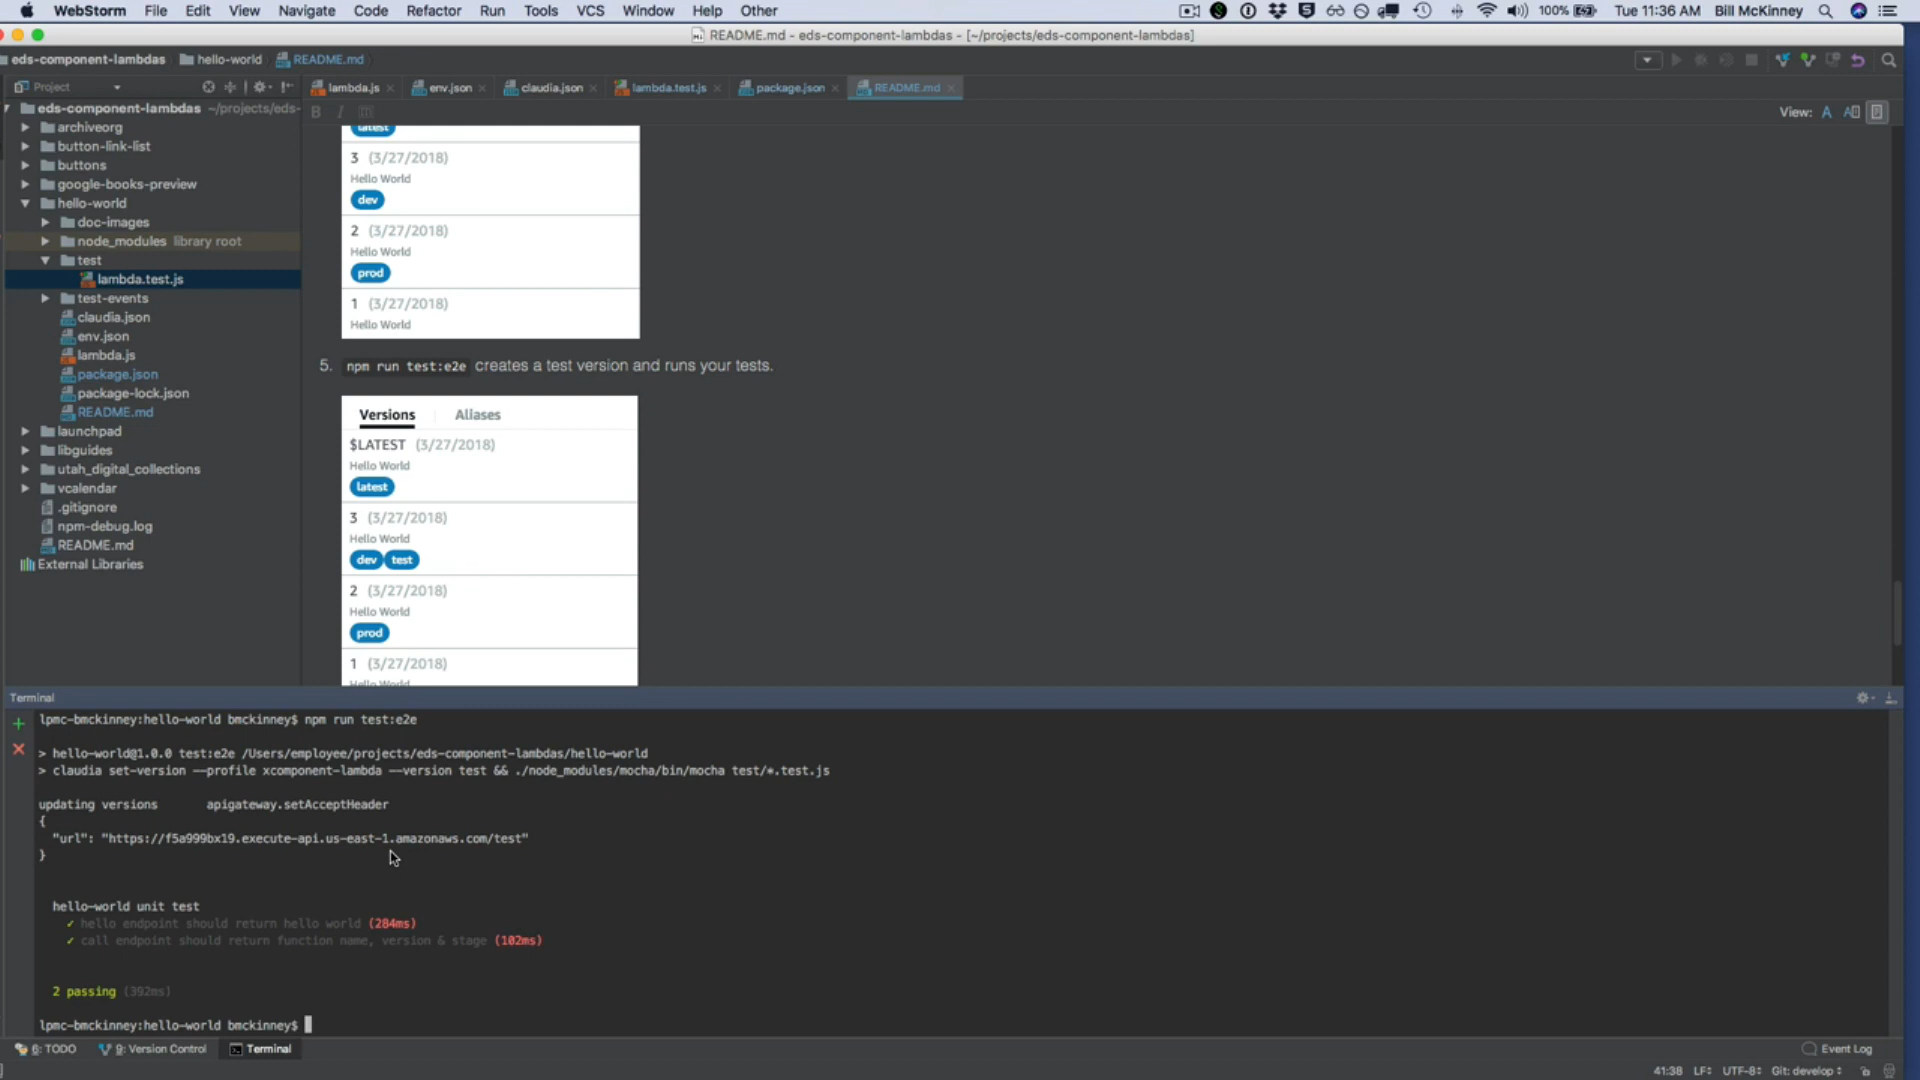 WebStorm File Edit View Navigate Code Refactor Run Tools VCS Window Help Other 100% Tue 11:36 AM Bill McKinney
README.md - eds-component-lambdas - [~/projects/eds-component-lambdas]
eds-component-lambdas hello-world README.md
Project lambda.js env.json claudia.json lambda.test.js package.json README.md
eds-component-lambdas ~/projects/eds-
B I View: A A
archiveorg
button-link-list
buttons
google-books-preview
hello-world
doc-images
node_modules library root
test
lambda.test.js
test-events
claudia.json
env.json
lambda.js
package.json
package-lock.json
README.md
launchpad
libguides
utah_digital_collections
vcalendar
.gitignore
npm-debug.log
README.md
External Libraries
latest
3 (3/27/2018)
Hello World
dev
2 (3/27/2018)
Hello World
prod
1 (3/27/2018)
Hello World
5. npm run test:e2e creates a test version and runs your tests.
Versions Aliases
$LATEST (3/27/2018)
Hello World
latest
3 (3/27/2018)
Hello World
dev test
2 (3/27/2018)
Hello World
prod
1 (3/27/2018)
Hello World
Terminal
lpmc-bmckinney:hello-world bmckinney$ npm run test:e2e
> hello-world@1.0.0 test:e2e /Users/employee/projects/eds-component-lambdas/hello-world
> claudia set-version --profile xcomponent-lambda --version test && ./node_modules/mocha/bin/mocha test/*.test.js
updating versions apigateway.setAcceptHeader
{
"url": "https://f5a999bx19.execute-api.us-east-1.amazonaws.com/test"
}
hello-world unit test
✓ hello endpoint should return hello world (284ms)
✓ call endpoint should return function name, version & stage (102ms)
2 passing (392ms)
lpmc-bmckinney:hello-world bmckinney$
6: TODO 9: Version Control Terminal Event Log
41:38 LF÷ UTF-8÷ Git: develop÷